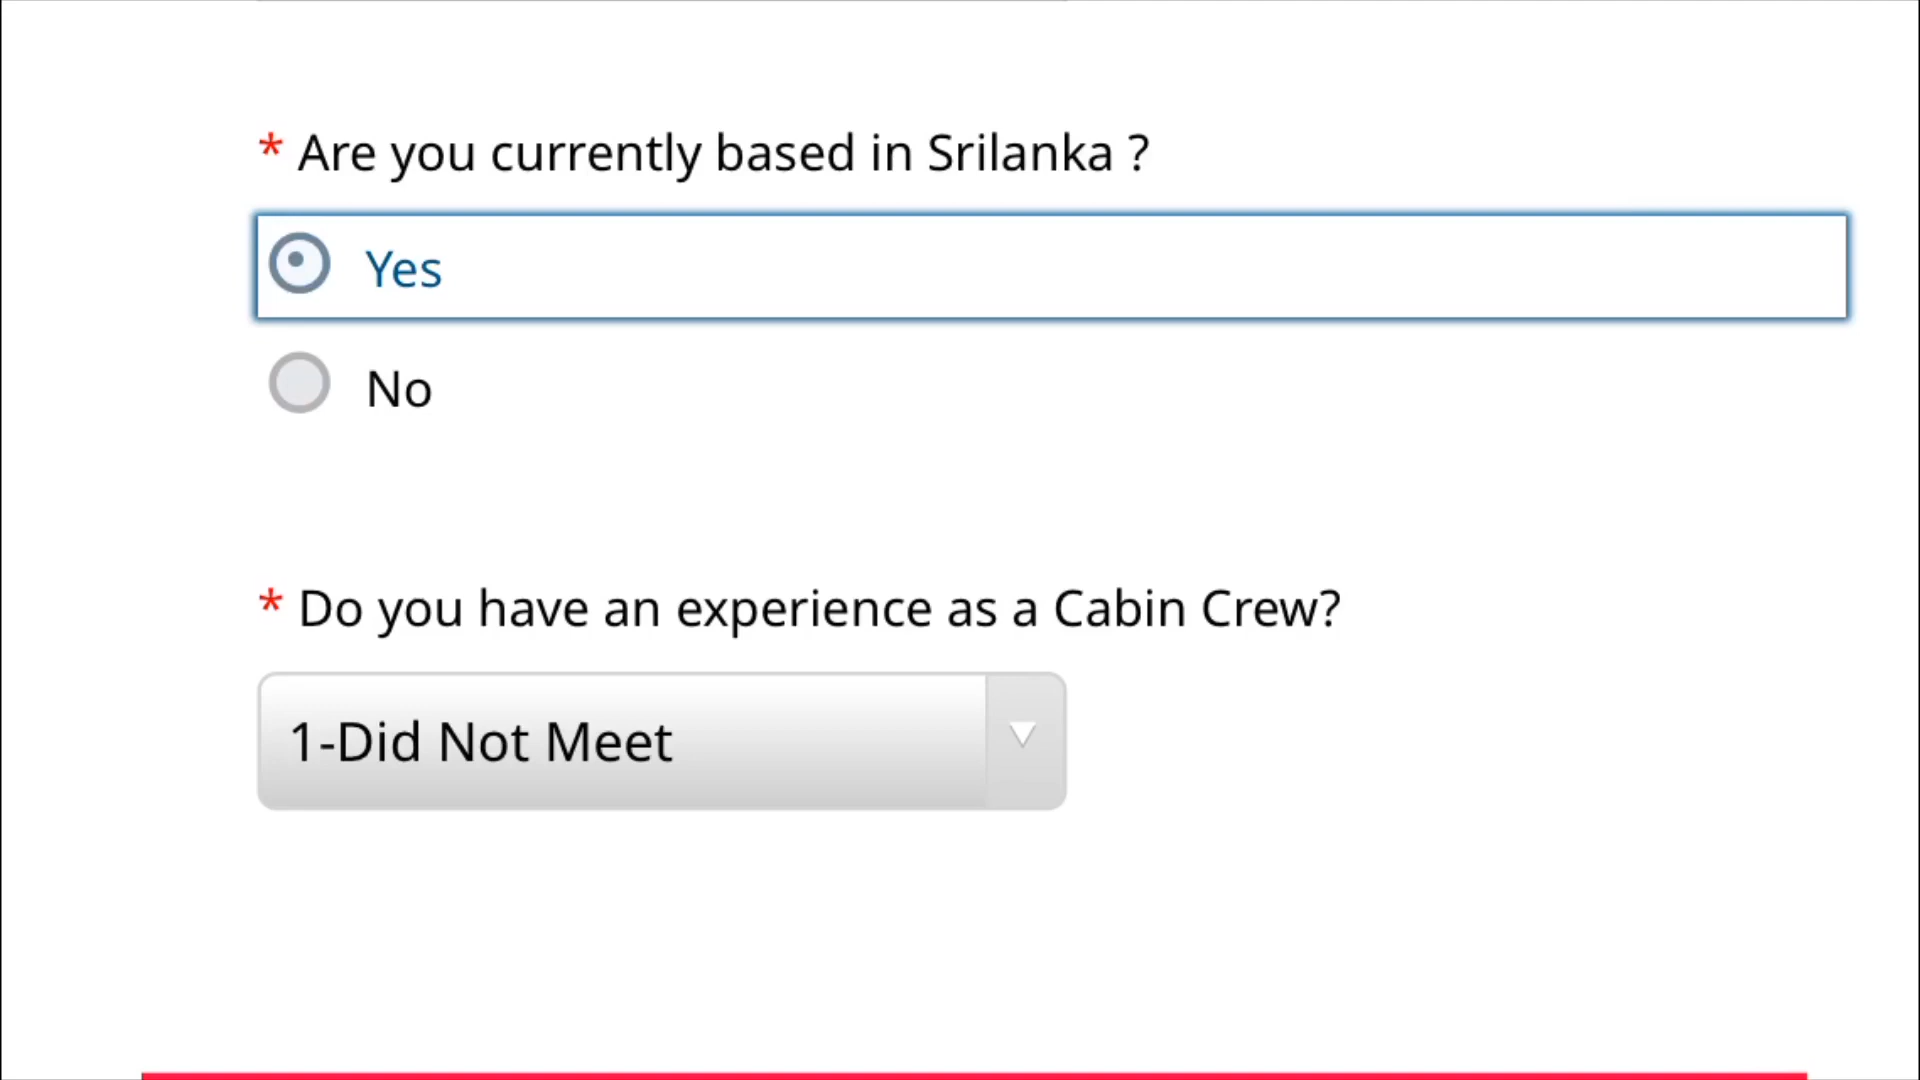 * Are you currently based in Srilanka ?
Yes
No
* Do you have an experience as a Cabin Crew?
1-Did Not Meet